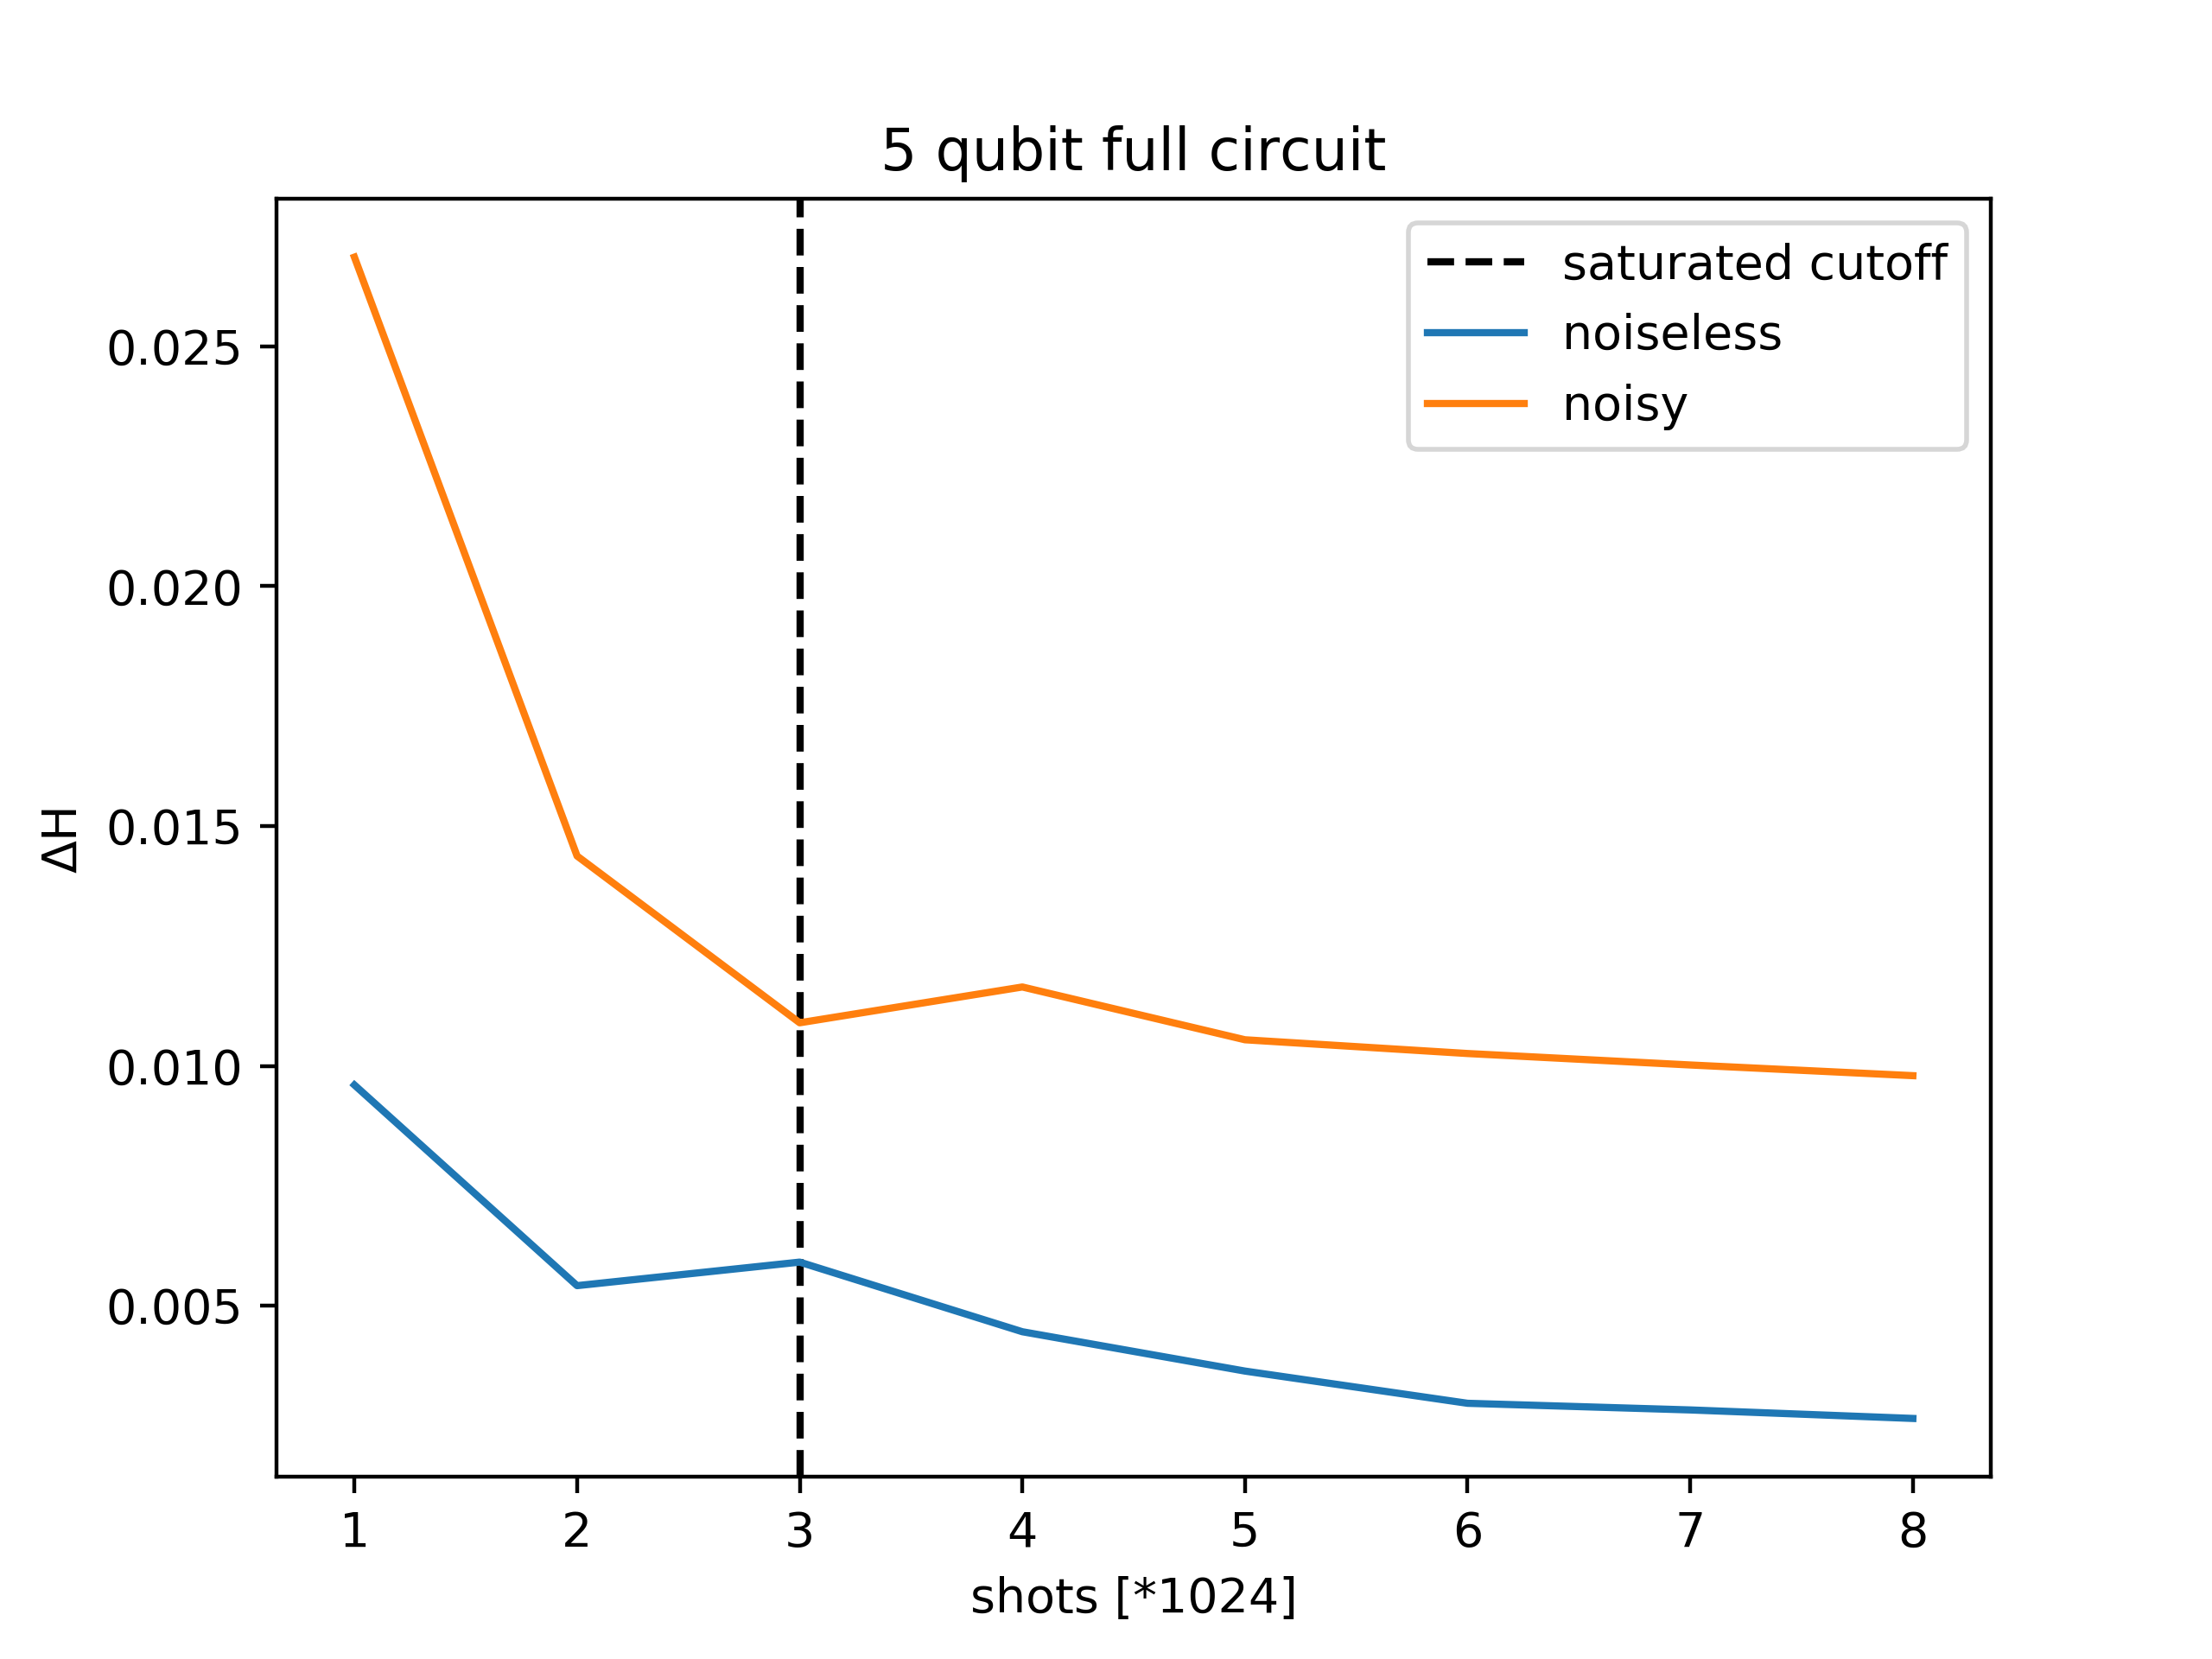 5 qubit full circuit
saturated cutoff
noiseless
noisy
0.025
0.020
0.015
0.010
0.005
ΔH
1 2 3 4 5 6 7 8
shots [*1024]